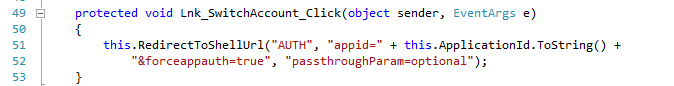 49 protected void Lnk_SwitchAccount_Click(object sender, EventArgs e)
50 {
51 this.RedirectToShellUrl("AUTH", "appid=" + this.ApplicationId.ToString() +
52 "&forceappauth=true", "passthroughParam=optional");
53 }